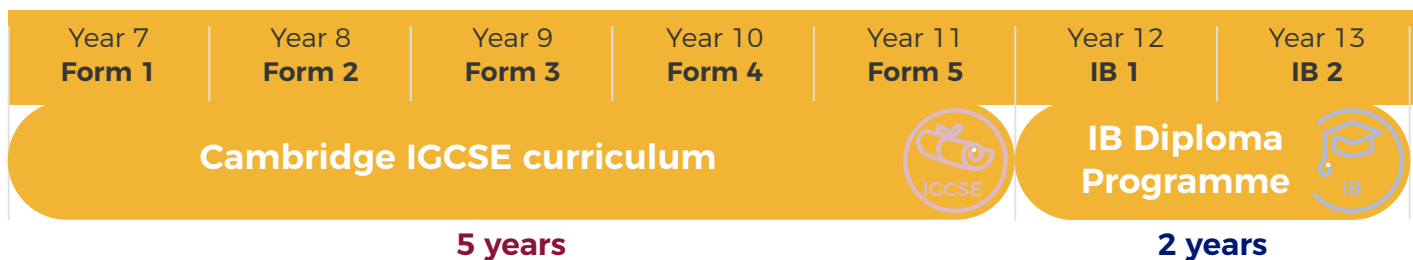 Year 7 Year 8 Year 9 Year 10 Year 11 Year 12 Year 13
Form 1 Form 2 Form 3 Form 4 Form 5 IB 1 IB 2
Cambridge IGCSE curriculum
IGCSE
IB Diploma
Programme
IB
5 years 2 years